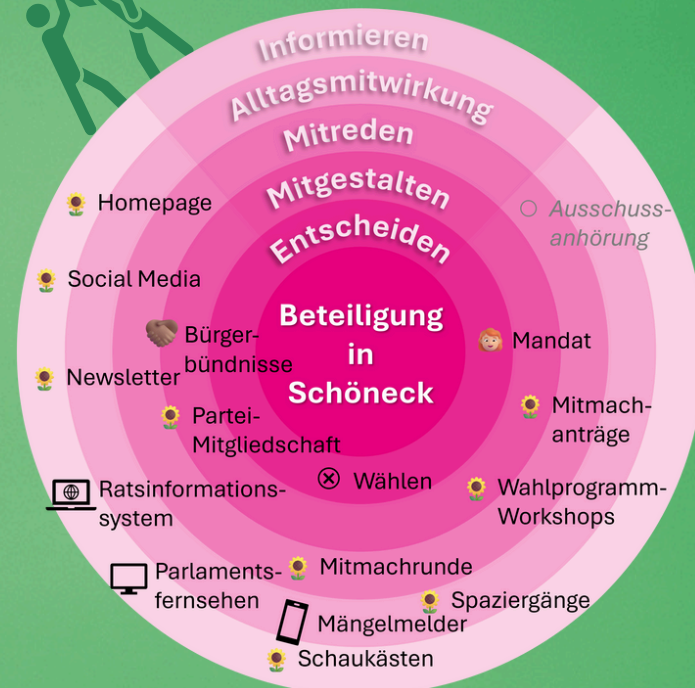 Informieren
Alltagsmitwirkung
Mitreden
Mitgestalten
Entscheiden
Beteiligung
in
Schöneck
Homepage
Social Media
Bürger-
bündnisse
Newsletter
Partei-
Mitgliedschaft
Ratsinformations-
system
Parlaments-
fernsehen
Wählen
Mitmachrunde
Mängelmelder
Schaukästen
Spaziergänge
Wahlprogramm-
Workshops
Mitmach-
anträge
Mandat
Ausschuss-
anhörung